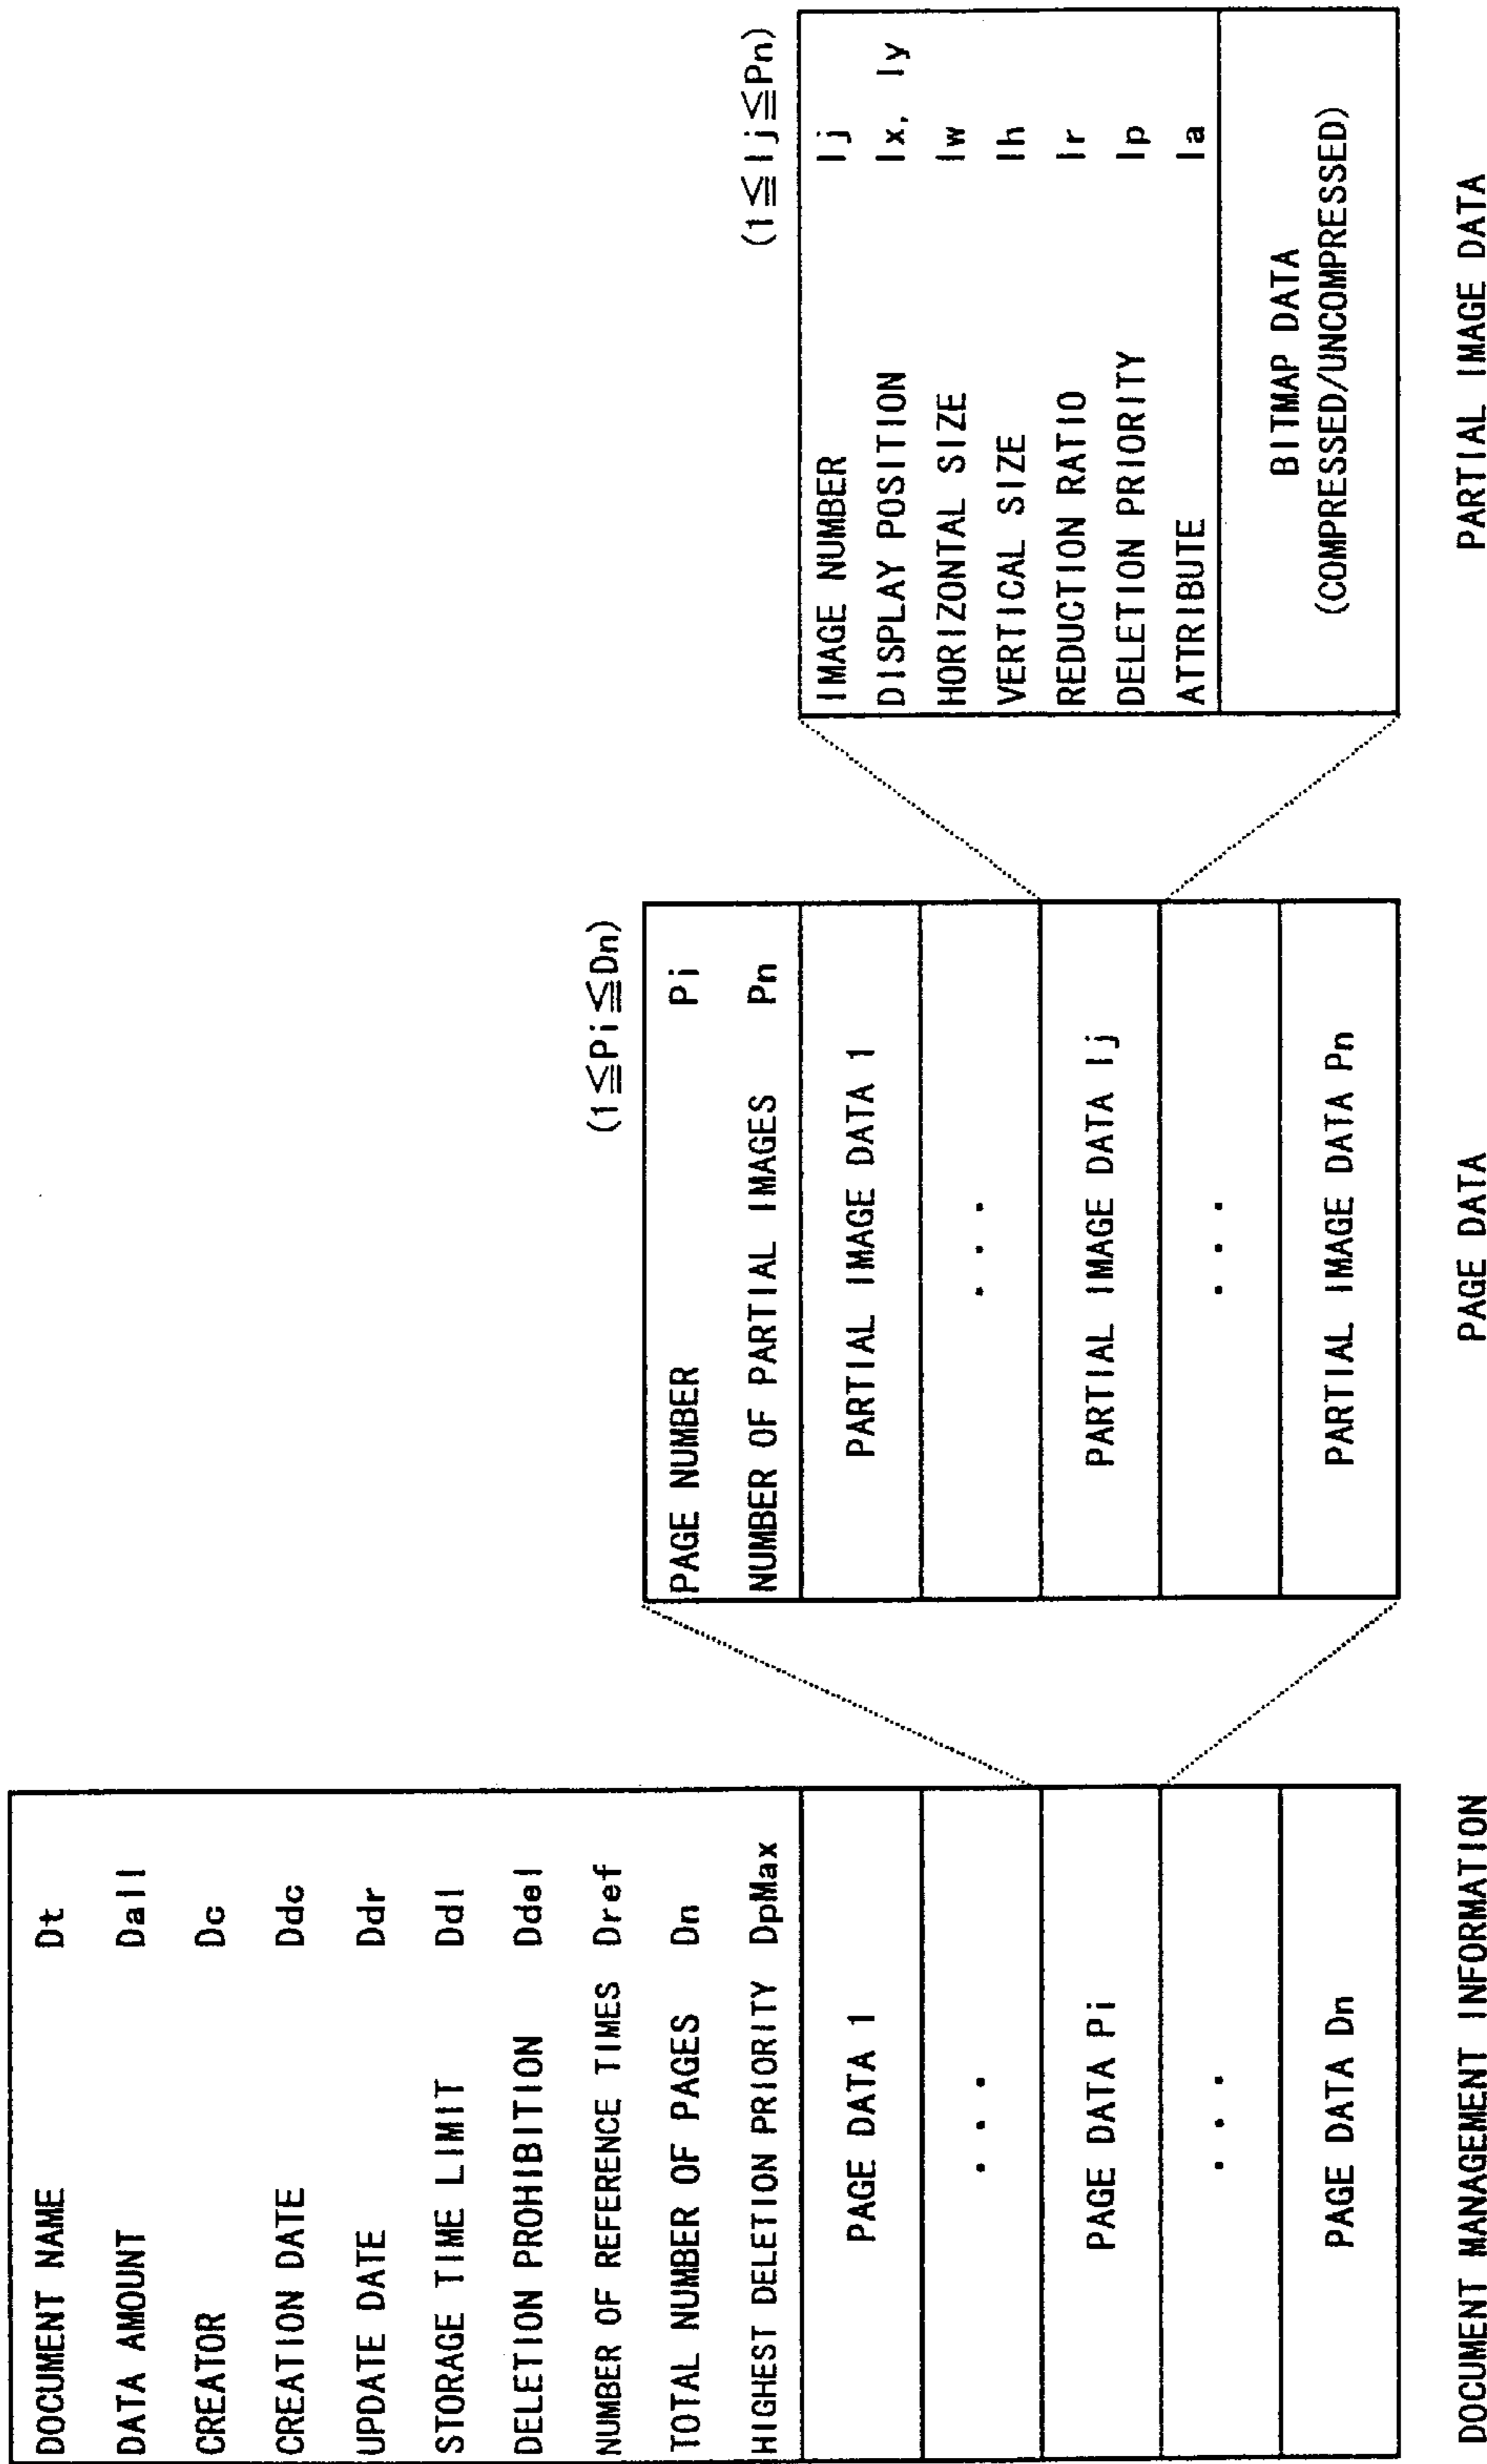 DOCUMENT NAME Dt
DATA AMOUNT Dall
CREATOR Dc
CREATION DATE Ddc
UPDATE DATE Ddr
STORAGE TIME LIMIT Ddl
DELETION PROHIBITION Ddel
NUMBER OF REFERENCE TIMES Dref
TOTAL NUMBER OF PAGES Dn
HIGHEST DELETION PRIORITY DpMax
PAGE DATA 1
...
PAGE DATA Pi
...
PAGE DATA Dn
DOCUMENT MANAGEMENT INFORMATION
(1≦Pi≦Dn)
PAGE NUMBER Pi
NUMBER OF PARTIAL IMAGES Pn
PARTIAL IMAGE DATA 1
...
PARTIAL IMAGE DATA Ij
...
PARTIAL IMAGE DATA Pn
PAGE DATA
(1≦Ij≦Pn)
IMAGE NUMBER Ij
DISPLAY POSITION Ix, Iy
HORIZONTAL SIZE Iw
VERTICAL SIZE Ih
REDUCTION RATIO Ir
DELETION PRIORITY Ip
ATTRIBUTE Ia
BITMAP DATA
(COMPRESSED/UNCOMPRESSED)
PARTIAL IMAGE DATA